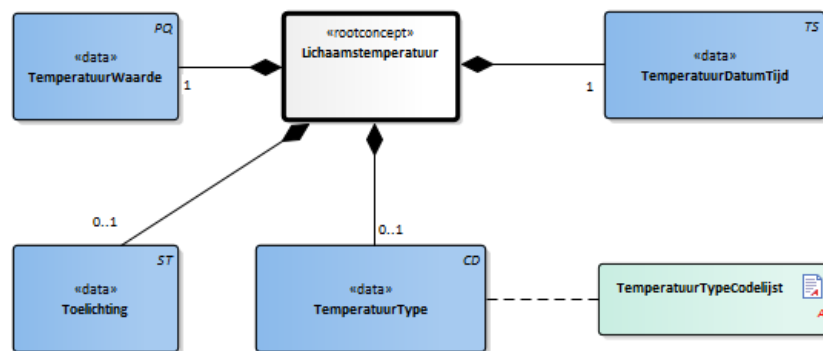 PQ
«data»
TemperatuurWaarde
1
«rootconcept»
Lichaamstemperatuur
TS
«data»
TemperatuurDatumTijd
1
0..1
0..1
ST
«data»
Toelichting
CD
«data»
TemperatuurType
TemperatuurTypeCodelijst
A
A